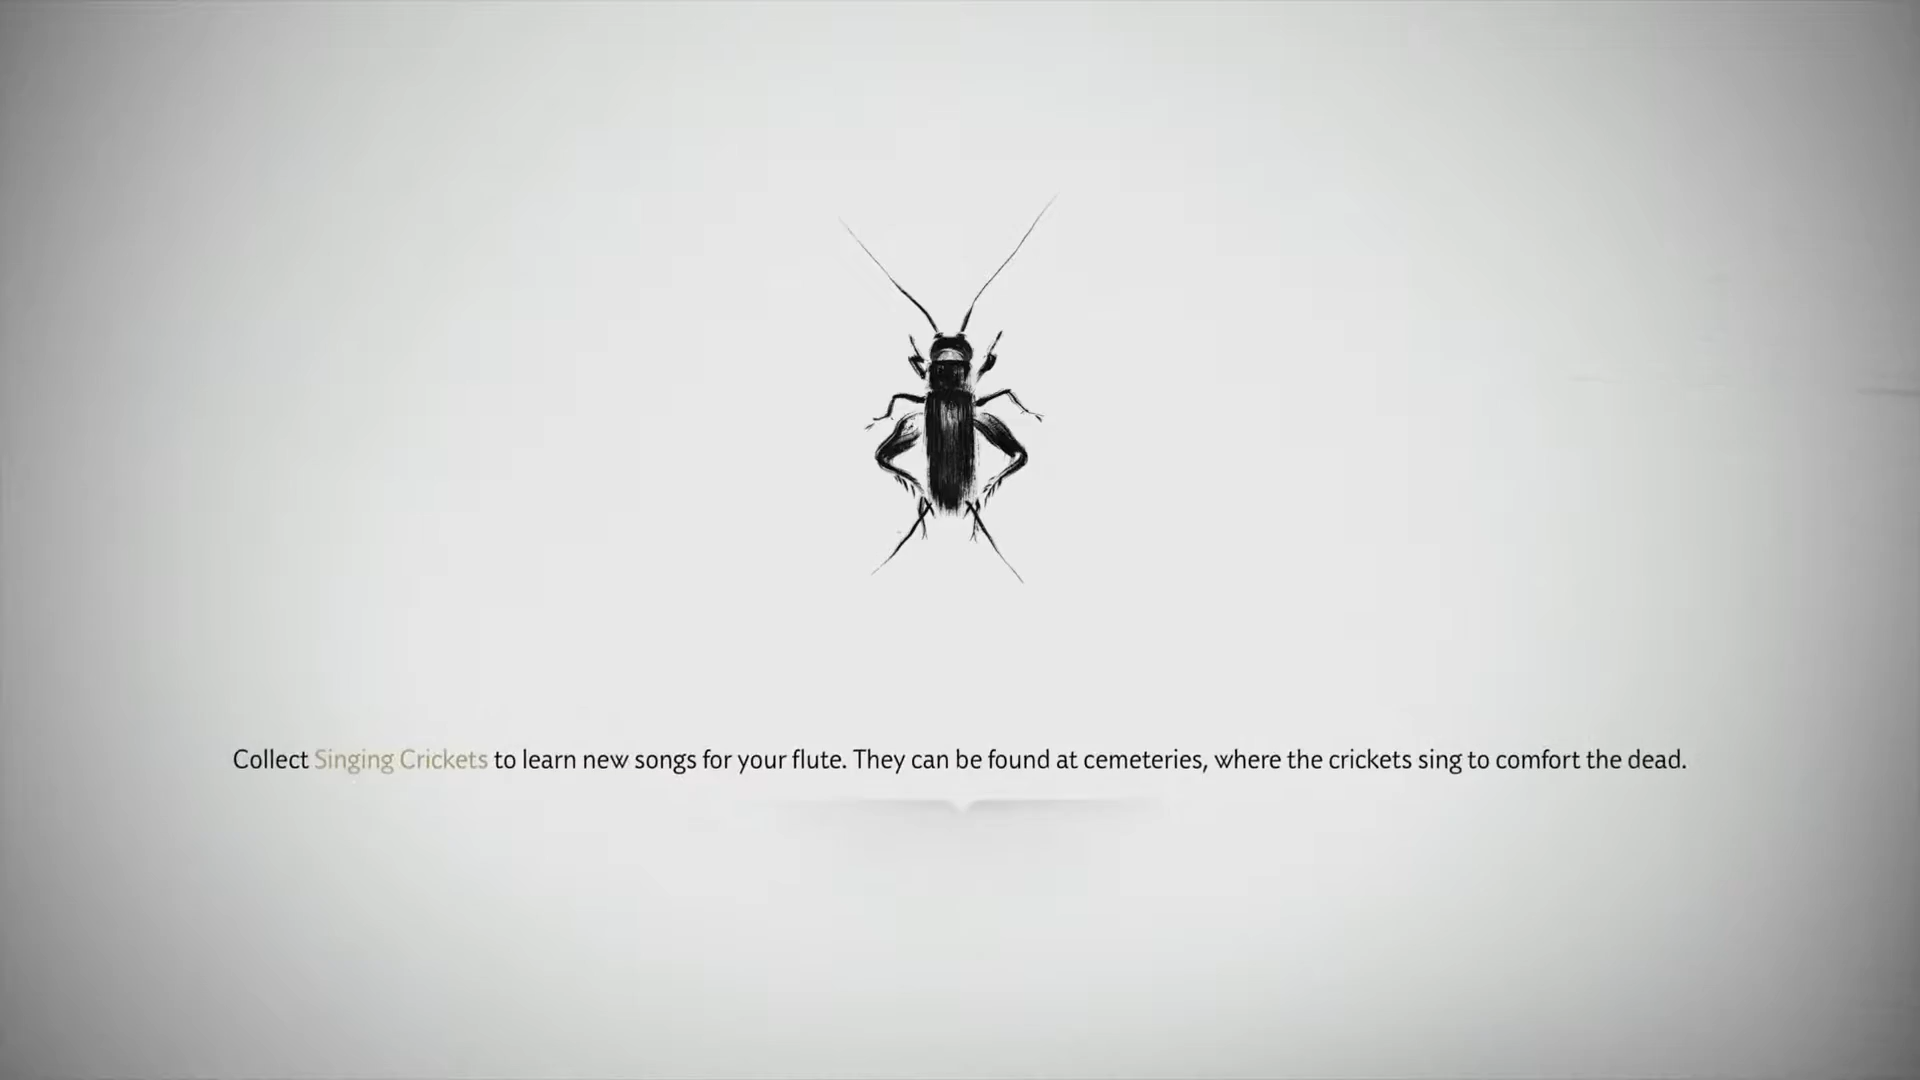 Collect Singing Crickets to learn new songs for your flute. They can be found at cemeteries, where the crickets sing to comfort the dead.